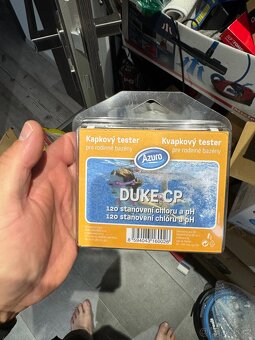 Kapkový tester
pro rodinné bazény
Kvapkový tester
pre rodinné bazény
Azuro
DUKE CP
120 stanovení chlóru a pH
120 stanovení chlóru a pH